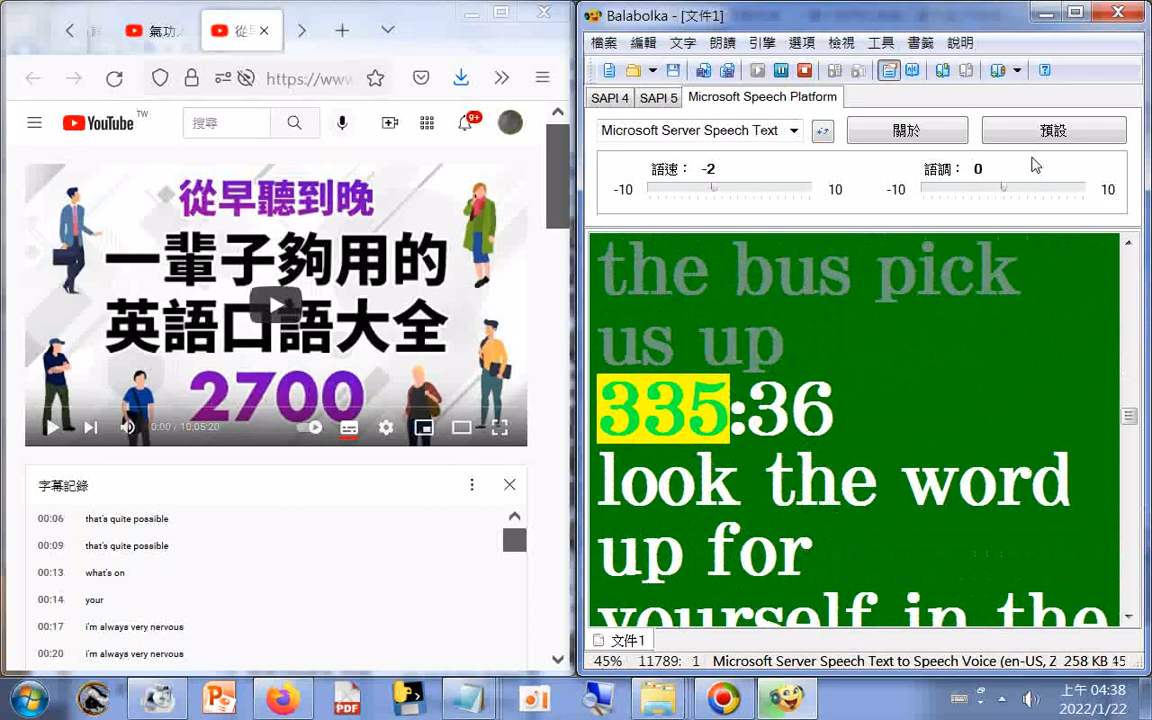 氣功
從
https://www
YouTube TW
搜尋
9+
從早聽到晚
一輩子夠用的
英語口語大全
2700
0:00 / 10:05:20
字幕記錄
00:06 that's quite possible
00:09 that's quite possible
00:13 what's on
00:14 your
00:17 i'm always very nervous
00:20 i'm always very nervous
Balabolka - [文件1]
檔案 編輯 文字 朗讀 引擎 選項 檢視 工具 書籤 說明
SAPI 4 SAPI 5 Microsoft Speech Platform
Microsoft Server Speech Text 關於 預設
語速： -2 語調： 0
-10 10 -10 10
the bus pick
us up
335:36
look the word
up for
yourself in the
文件1
45% 11789: 1 Microsoft Server Speech Text to Speech Voice (en-US, Z 258 KB 45
PDF
上午 04:38
2022/1/22